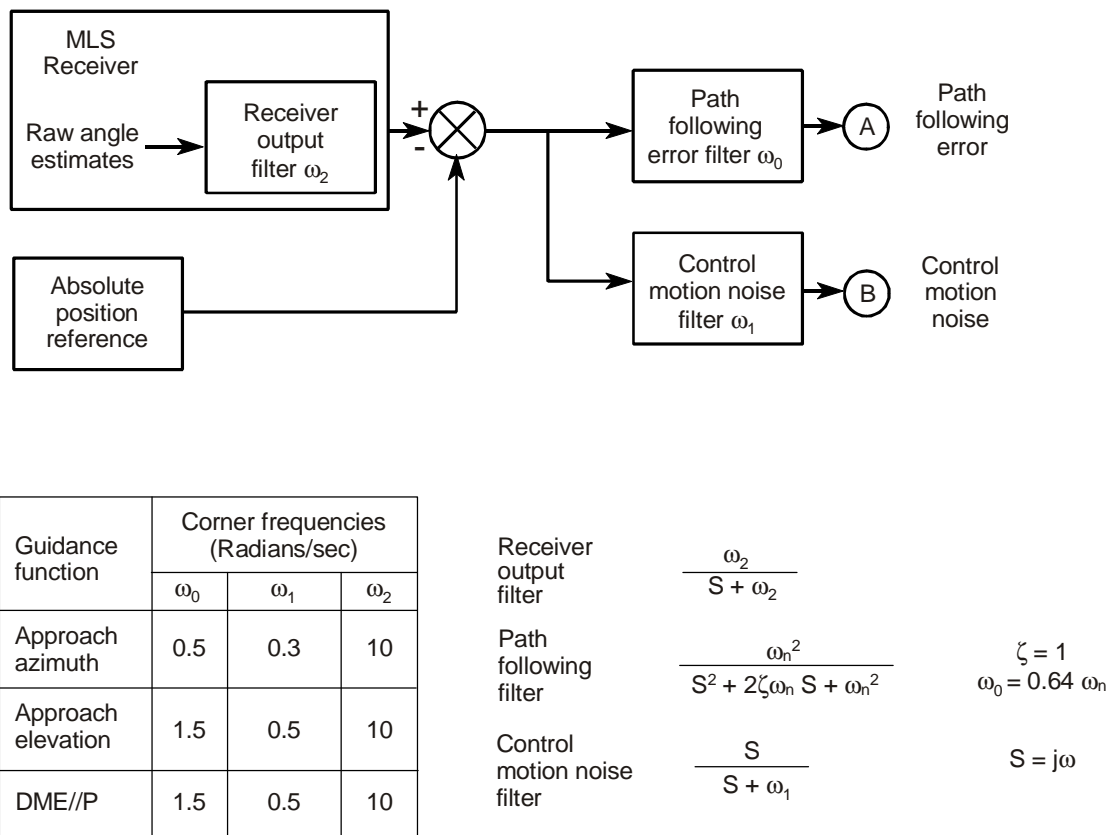 MLS
Receiver
Raw angle
estimates
Receiver
output
filter ω₂
+
-
Absolute
position
reference
Path
following
error filter ω₀
A
Path
following
error
Control
motion noise
filter ω₁
B
Control
motion
noise
Guidance
function
Corner frequencies
(Radians/sec)
ω₀ ω₁ ω₂
Approach
azimuth
0.5 0.3 10
Approach
elevation
1.5 0.5 10
DME//P 1.5 0.5 10
Receiver
output
filter
ω₂
S + ω₂
Path
following
filter
ωₙ²
S² + 2ζωₙ S + ωₙ²
ζ = 1
ω₀ = 0.64 ωₙ
Control
motion noise
filter
S
S + ω₁
S = jω